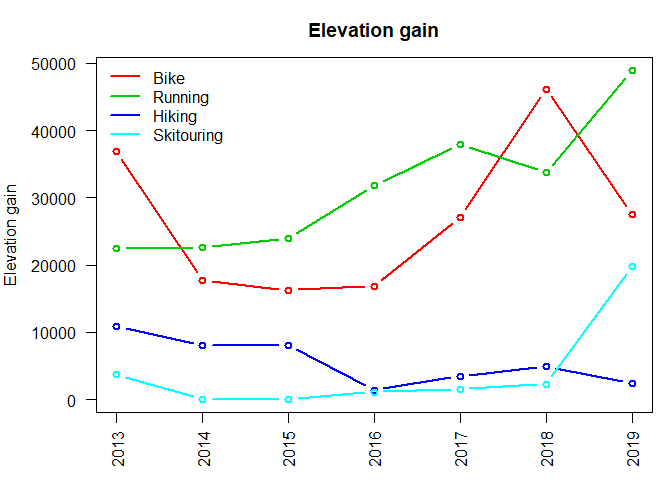 Elevation gain
Bike
Running
Hiking
Skitouring
Elevation gain
50000
40000
30000
20000
10000
0
2013
2014
2015
2016
2017
2018
2019